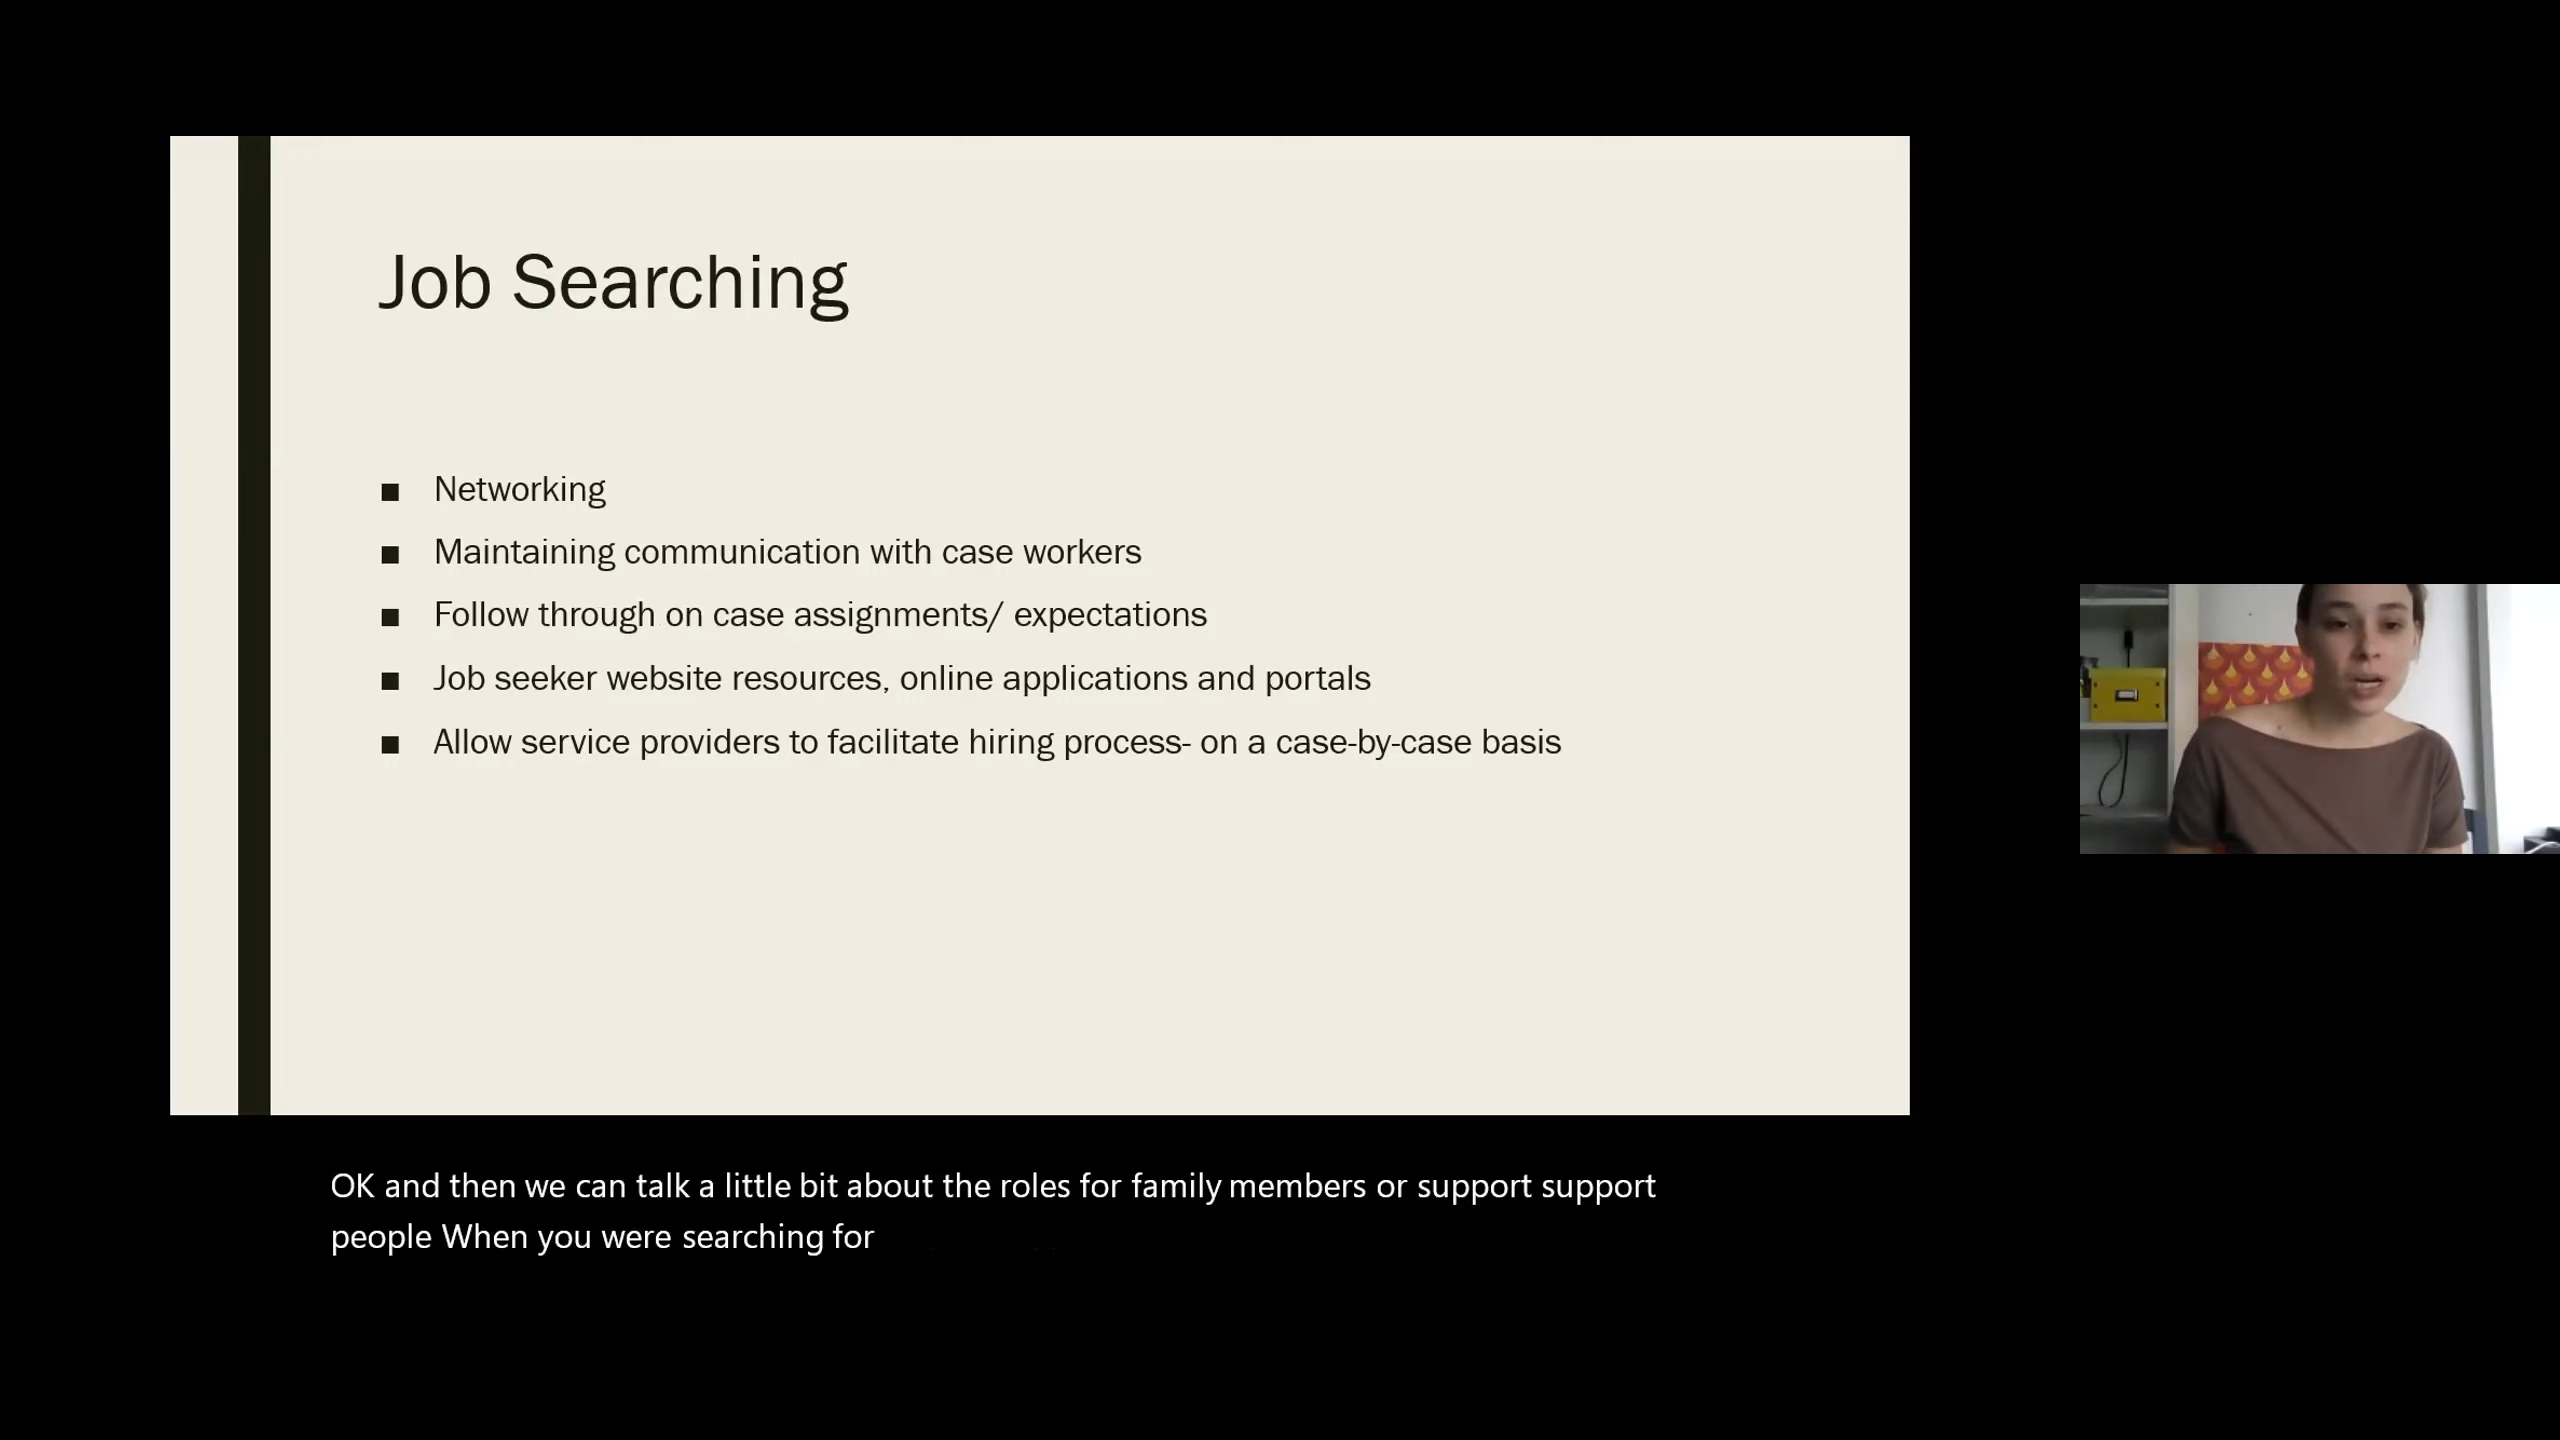 Job Searching
Networking
Maintaining communication with case workers
Follow through on case assignments/ expectations
Job seeker website resources, online applications and portals
Allow service providers to facilitate hiring process- on a case-by-case basis
OK and then we can talk a little bit about the roles for family members or support support
people When you were searching for